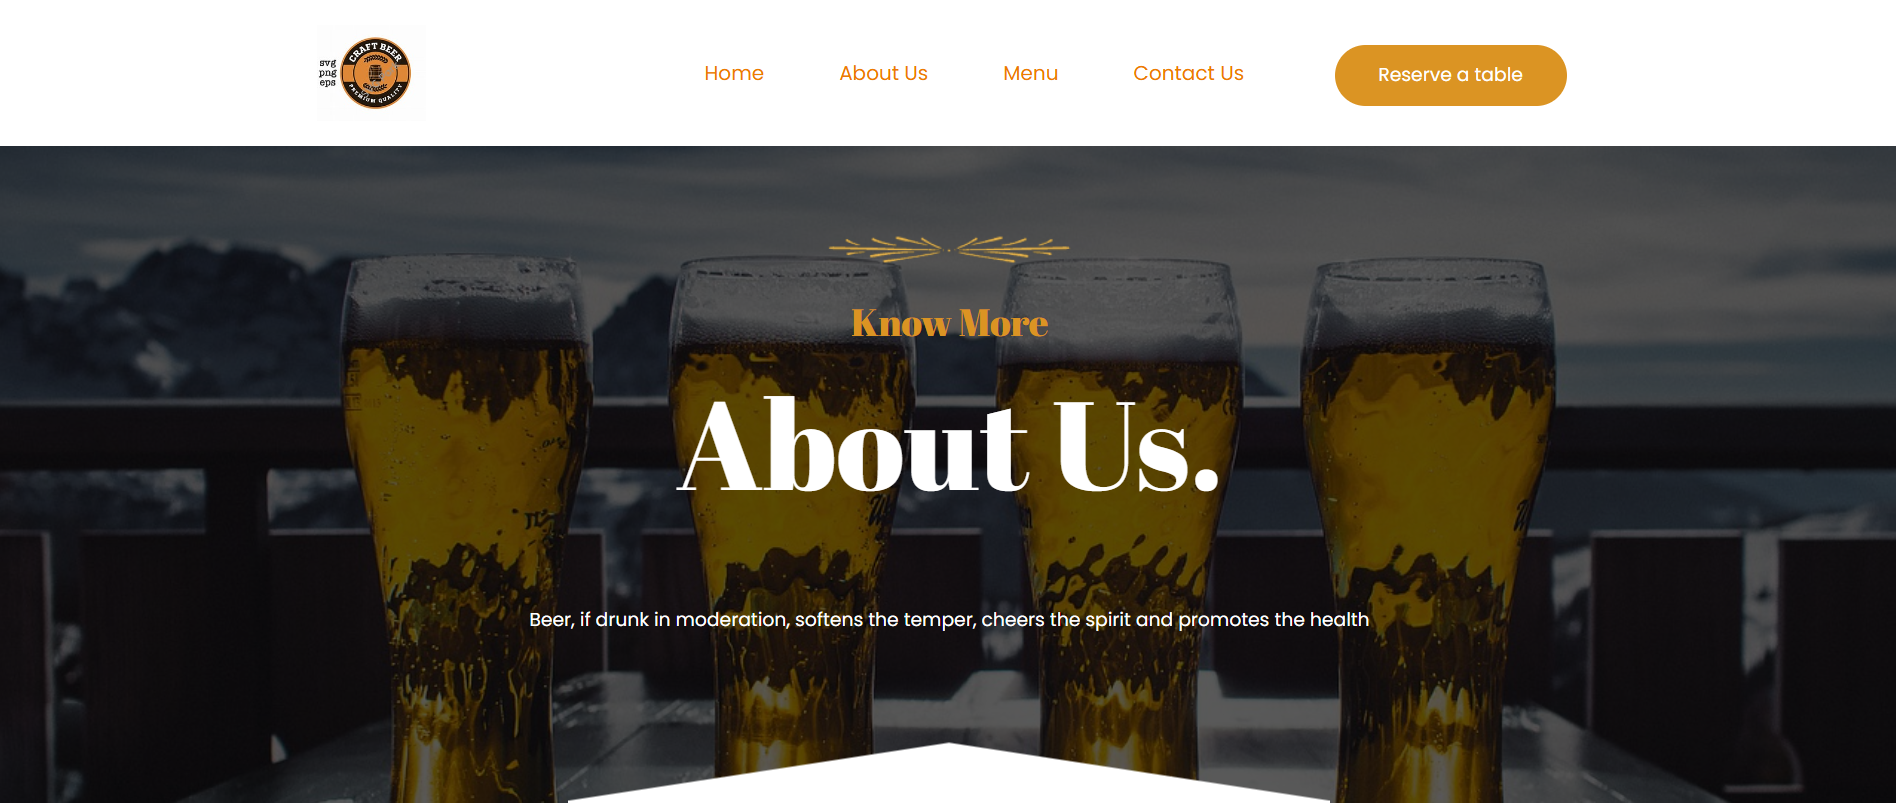 svg
png
eps
CRAFT BEER
PREMIUM QUALITY
Home
About Us
Menu
Contact Us
Reserve a table
Know More
About Us.
Beer, if drunk in moderation, softens the temper, cheers the spirit and promotes the health